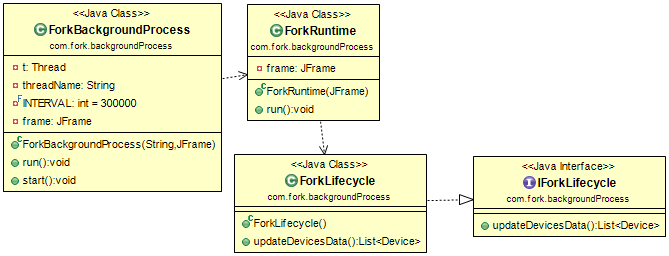 <<Java Class>>
ForkBackgroundProcess
com.fork.backgroundProcess
t: Thread
threadName: String
INTERVAL: int = 300000
frame: JFrame
ForkBackgroundProcess(String,JFrame)
run():void
start():void
<<Java Class>>
ForkRuntime
com.fork.backgroundProcess
frame: JFrame
ForkRuntime(JFrame)
run():void
<<Java Class>>
ForkLifecycle
com.fork.backgroundProcess
ForkLifecycle()
updateDevicesData():List<Device>
<<Java Interface>>
IForkLifecycle
com.fork.backgroundProcess
updateDevicesData():List<Device>